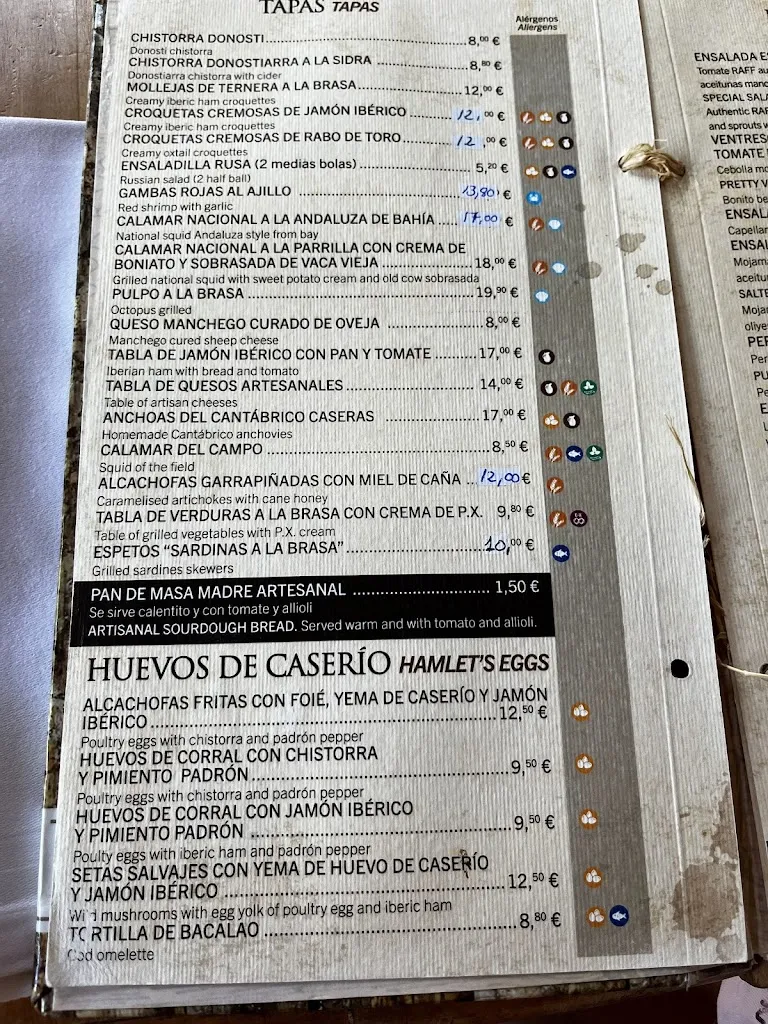 TAPAS TAPAS
Alérgenos
Allergens
CHISTORRA DONOSTI 8,00 €
Donosti chistorra
CHISTORRA DONOSTIARRA A LA SIDRA 8,80 €
Donostiarra chistorra with cider
MOLLEJAS DE TERNERA A LA BRASA 12,00 €
Creamy iberic ham croquettes
CROQUETAS CREMOSAS DE JAMÓN IBÉRICO 12,00 €
Creamy iberic ham croquettes
CROQUETAS CREMOSAS DE RABO DE TORO 12,00 €
Creamy oxtail croquettes
ENSALADILLA RUSA (2 medias bolas) 5,20 €
Russian salad (2 half ball)
GAMBAS ROJAS AL AJILLO 13,90 €
Red shrimp with garlic
CALAMAR NACIONAL A LA ANDALUZA DE BAHÍA 17,00 €
National squid Andaluza style from bay
CALAMAR NACIONAL A LA PARRILLA CON CREMA DE
BONIATO Y SOBRASADA DE VACA VIEJA 18,00 €
Grilled national squid with sweet potato cream and old cow sobrasada
PULPO A LA BRASA 19,90 €
Octopus grilled
QUESO MANCHEGO CURADO DE OVEJA 8,00 €
Manchego cured sheep cheese
TABLA DE JAMÓN IBÉRICO CON PAN Y TOMATE 17,00 €
Iberian ham with bread and tomato
TABLA DE QUESOS ARTESANALES 14,00 €
Table of artisan cheeses
ANCHOAS DEL CANTÁBRICO CASERAS 17,00 €
Homemade Cantábrico anchovies
CALAMAR DEL CAMPO 8,50 €
Squid of the field
ALCACHOFAS GARRAPIÑADAS CON MIEL DE CAÑA 12,00 €
Caramelised artichokes with cane honey
TABLA DE VERDURAS A LA BRASA CON CREMA DE P.X. 9,80 €
Table of grilled vegetables with P.X. cream
ESPETOS “SARDINAS A LA BRASA” 10,00 €
Grilled sardines skewers
PAN DE MASA MADRE ARTESANAL 1,50 €
Se sirve calentito y con tomate y allioli
ARTISANAL SOURDOUGH BREAD. Served warm and with tomato and allioli.
HUEVOS DE CASERÍO HAMLET'S EGGS
ALCACHOFAS FRITAS CON FOIÉ, YEMA DE CASERÍO Y JAMÓN
IBÉRICO 12,50 €
Poultry eggs with chistorra and padrón pepper
HUEVOS DE CORRAL CON CHISTORRA
Y PIMIENTO PADRÓN 9,50 €
Poultry eggs with chistorra and padrón pepper
HUEVOS DE CORRAL CON JAMÓN IBÉRICO
Y PIMIENTO PADRÓN 9,50 €
Poulty eggs with iberic ham and padrón pepper
SETAS SALVAJES CON YEMA DE HUEVO DE CASERÍO
Y JAMÓN IBÉRICO 12,50 €
Wild mushrooms with egg yolk of poultry egg and iberic ham
TORTILLA DE BACALAO 8,80 €
Cod omelette
ENSALADA
Tomate RAFF
aceitunas
SPECIAL
Authentic
and sprouts
TOMATE
Cebolla
PRETTY
Bonito